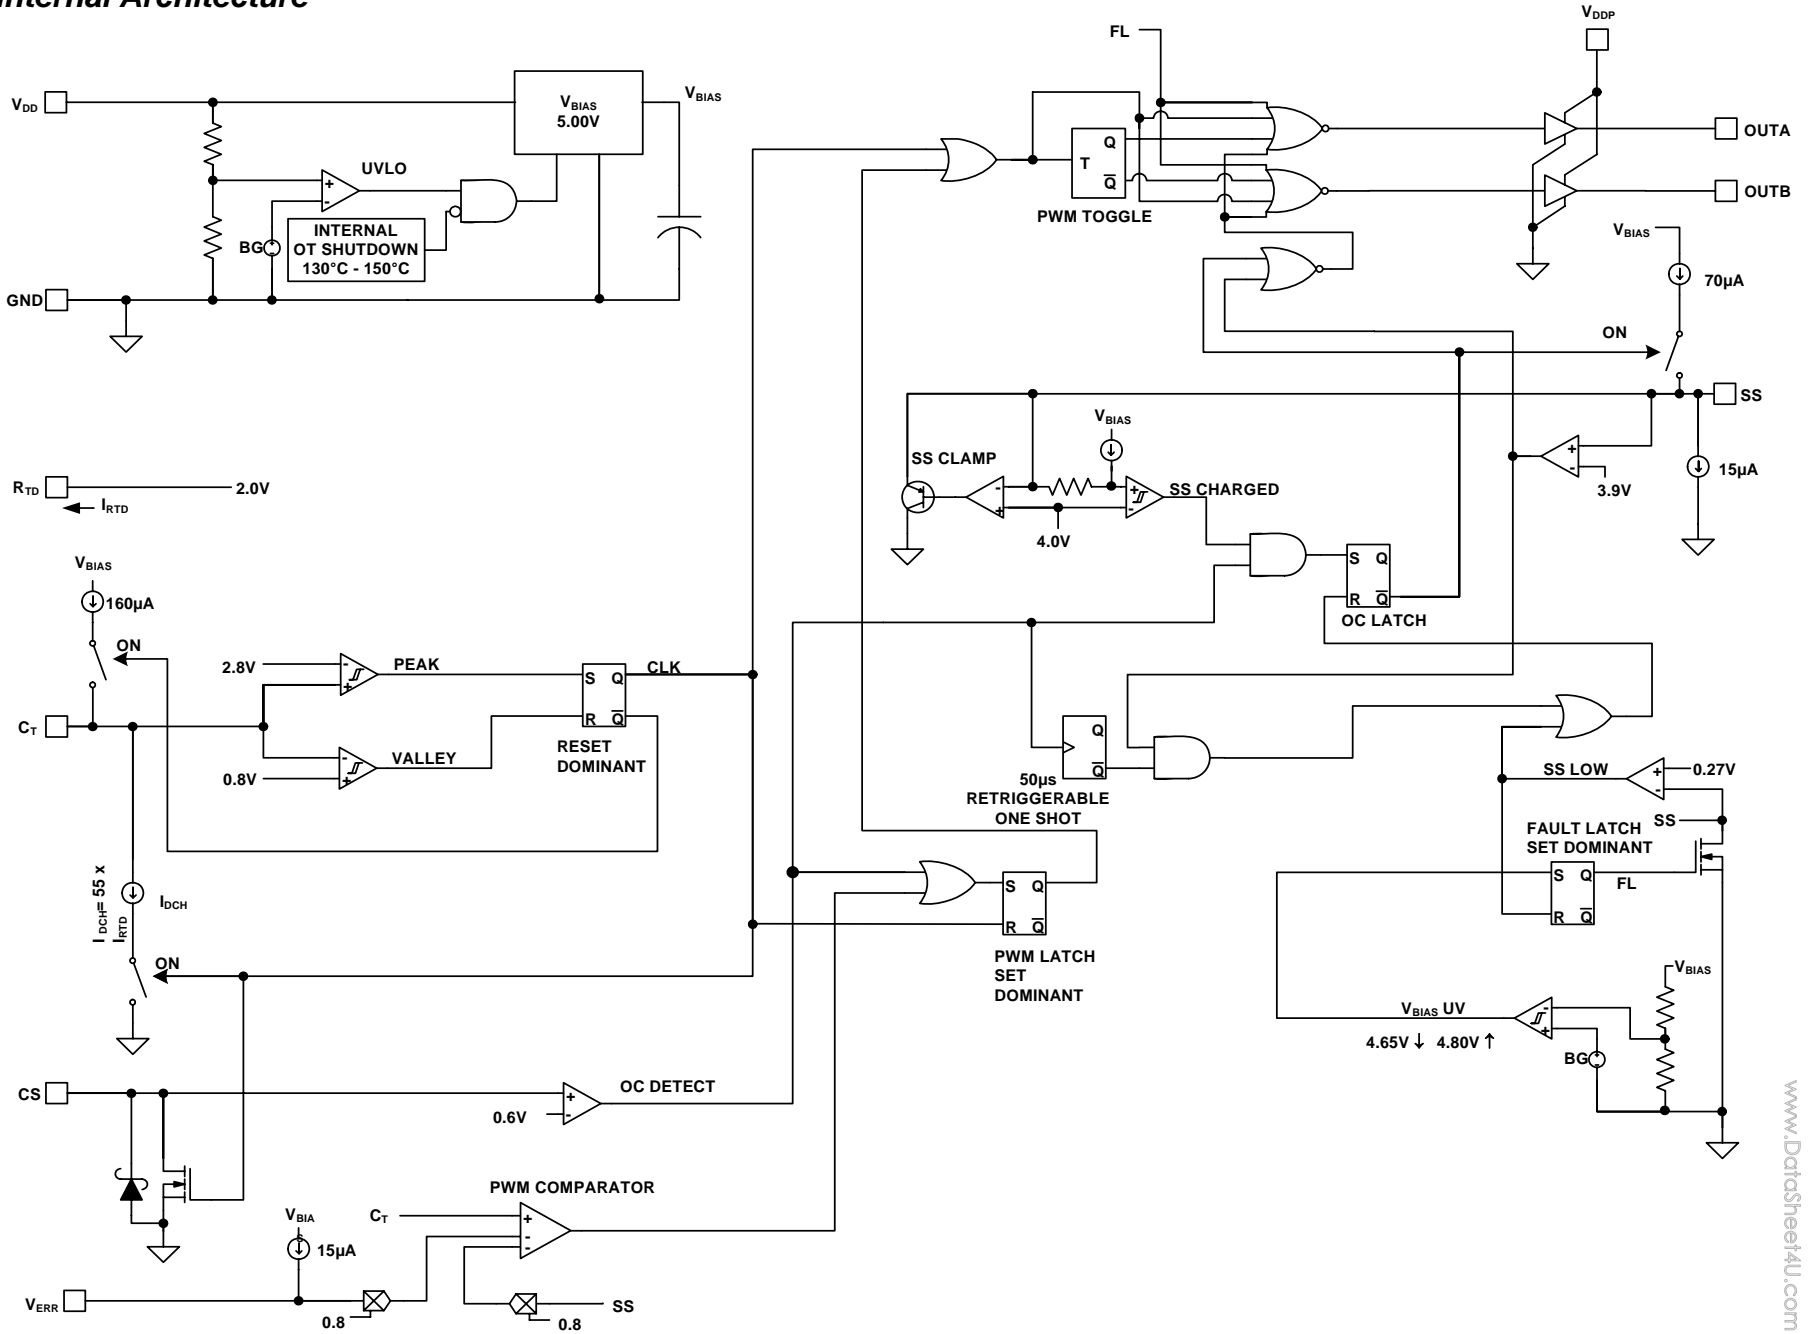 Internal Architecture
FL
VDDP
VDD
VBIAS
5.00V
VBIAS
OUTA
UVLO
+
-
INTERNAL
OT SHUTDOWN
130°C - 150°C
BG
GND
T
Q
Q
PWM TOGGLE
OUTB
VBIAS
70µA
ON
SS
VBIAS
SS CLAMP
-
+
+
-
SS CHARGED
4.0V
+
-
3.9V
15µA
RTD
2.0V
IRTD
VBIAS
160µA
ON
2.8V
-
+
PEAK
S Q
R Q
CLK
RESET
DOMINANT
CT
0.8V
-
+
VALLEY
S Q
R Q
OC LATCH
Q
Q
50µs
RETRIGGERABLE
ONE SHOT
SS LOW
+
-
0.27V
SS
FAULT LATCH
SET DOMINANT
S Q
R Q
FL
IDCH= 55 x
IRTD
IDCH
ON
S Q
R Q
PWM LATCH
SET
DOMINANT
VBIAS
VBIAS UV
4.65V ↓ 4.80V ↑
-
+
BG
CS
OC DETECT
+
-
0.6V
PWM COMPARATOR
CT
+
-
-
VBIA
S
15µA
VERR
0.8
SS
0.8
www.DataSheet4U.com